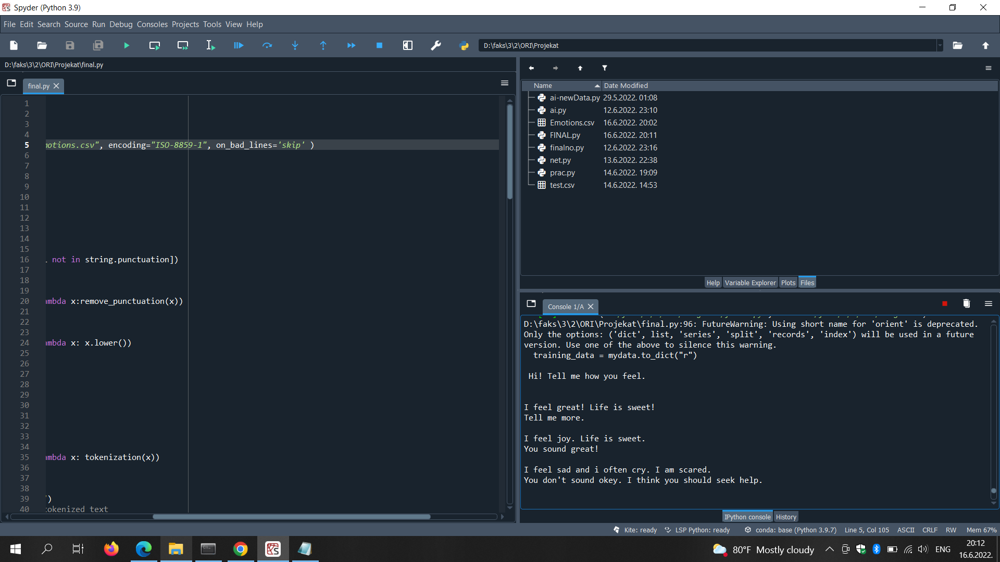 Spyder (Python 3.9)
File Edit Search Source Run Debug Consoles Projects Tools View Help
D:\faks\3\2\ORI\Projekat
D:\faks\3\2\ORI\Projekat\final.py
final.py
1
2
3
4
5 motions.csv", encoding="ISO-8859-1", on_bad_lines='skip' )
6
7
8
9
10
11
12
13
14
15
16 not in string.punctuation])
17
18
19
20 ambda x:remove_punctuation(x))
21
22
23
24 ambda x: x.lower())
25
26
27
28
29
30
31
32
33
34
35 ambda x: tokenization(x))
36
37
38
39 ')
40 tokenized text
Name Date Modified
ai-newData.py 29.5.2022. 01:08
ai.py 12.6.2022. 23:10
Emotions.csv 16.6.2022. 20:02
FINAL.py 16.6.2022. 20:11
finalno.py 12.6.2022. 23:16
net.py 13.6.2022. 22:38
prac.py 14.6.2022. 19:09
test.csv 14.6.2022. 14:53
Help Variable Explorer Plots Files
Console 1/A
D:\faks\3\2\ORI\Projekat\final.py:96: FutureWarning: Using short name for 'orient' is deprecated.
Only the options: ('dict', list, 'series', 'split', 'records', 'index') will be used in a future
version. Use one of the above to silence this warning.
training_data = mydata.to_dict("r")
Hi! Tell me how you feel.
I feel great! Life is sweet!
Tell me more.
I feel joy. Life is sweet.
You sound great!
I feel sad and i often cry. I am scared.
You don't sound okey. I think you should seek help.
IPython console History
Kite: ready LSP Python: ready conda: base (Python 3.9.7) Line 5, Col 105 ASCII CRLF RW Mem 67%
80°F Mostly cloudy ENG
20:12
16.6.2022.